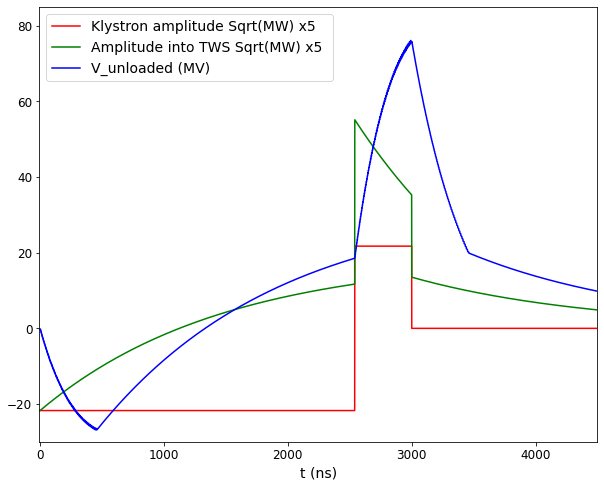 Klystron amplitude Sqrt(MW) x5
Amplitude into TWS Sqrt(MW) x5
V_unloaded (MV)
80
60
40
20
0
−20
0 1000 2000 3000 4000
t (ns)